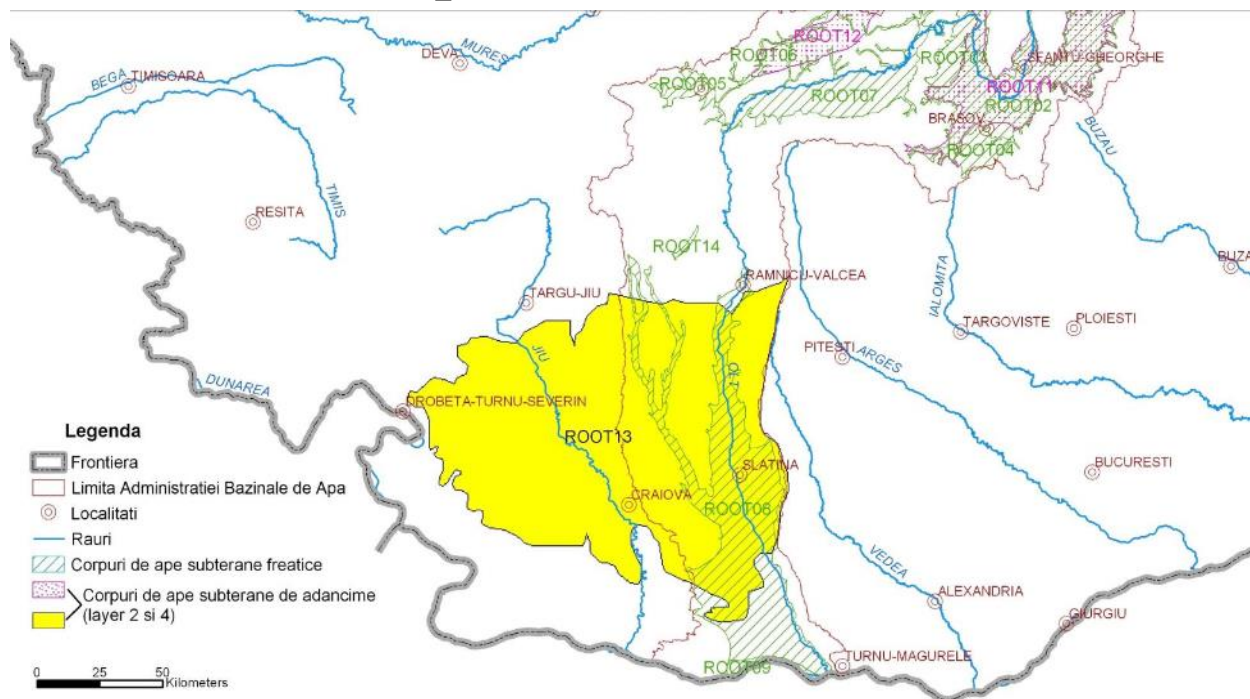 ROOT12
MURES
DEVA
ROOT06
SFANTU-GHEORGHE
BEGA
TIMISOARA
ROOT05
ROOT11
ROOT07
ROOT02
BRASOV
BUZAU
ROOT04
TIMIS
RESITA
ROOT14
BUZA
RAMNICU-VALCEA
IALOMITA
TARGU-JIU
TARGOVISTE
PLOIESTI
PITESTI
ARGES
JIU
OLT
DUNAREA
DROBETA-TURNU-SEVERIN
ROOT13
BUCURESTI
SLATINA
CRAIOVA
ROOT08
VEDEA
ALEXANDRIA
GIURGIU
TURNU-MAGURELE
ROOT09
Legenda
Frontiera
Limita Administratiei Bazinale de Apa
Localitati
Rauri
Corpuri de ape subterane freatice
Corpuri de ape subterane de adancime
(layer 2 si 4)
0 25 50
Kilometers